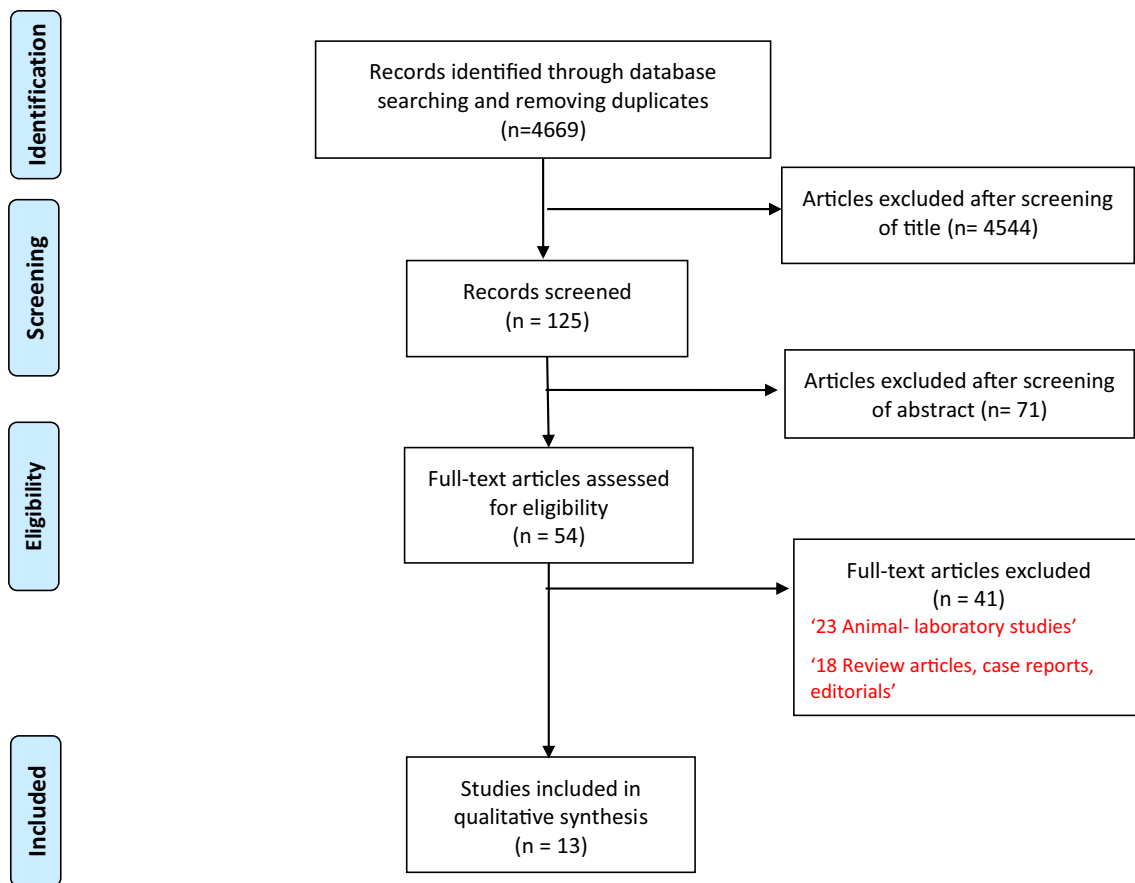 Identification
Records identified through database
searching and removing duplicates
(n=4669)
Articles excluded after screening
of title (n= 4544)
Screening
Records screened
(n = 125)
Articles excluded after screening
of abstract (n= 71)
Eligibility
Full-text articles assessed
for eligibility
(n = 54)
Full-text articles excluded
(n = 41)
‘23 Animal- laboratory studies’
‘18 Review articles, case reports,
editorials’
Included
Studies included in
qualitative synthesis
(n = 13)